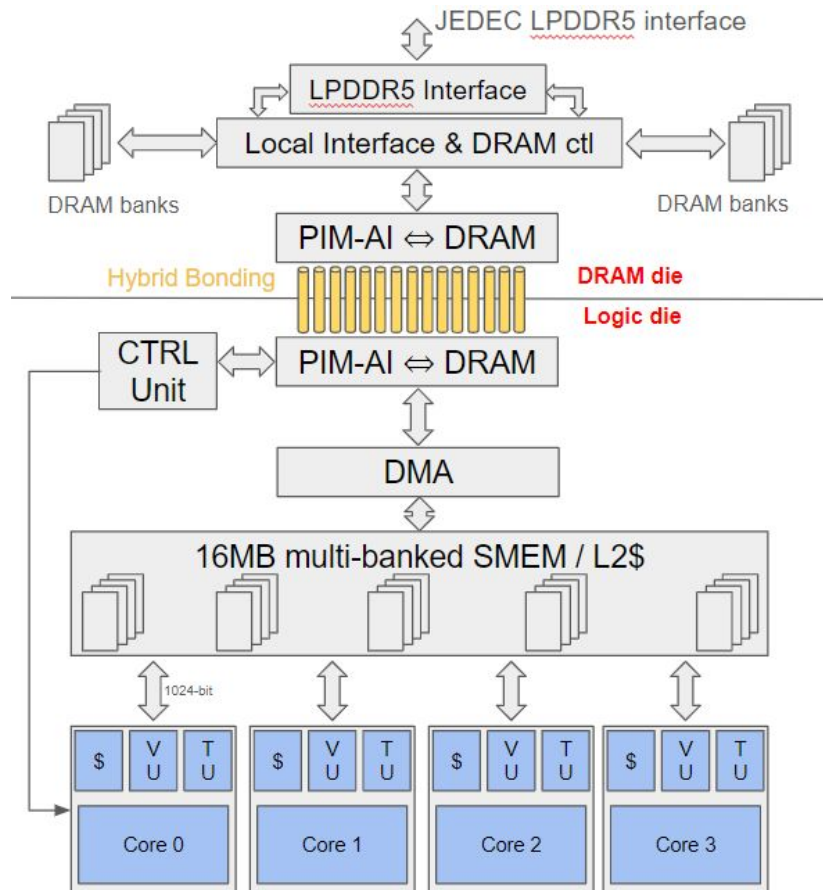 JEDEC LPDDR5 interface
LPDDR5 Interface
Local Interface & DRAM ctl
DRAM banks
DRAM banks
PIM-AI ⇔ DRAM
Hybrid Bonding
DRAM die
Logic die
CTRL
Unit
PIM-AI ⇔ DRAM
DMA
16MB multi-banked SMEM / L2$
1024-bit
$
V
U
T
U
$
V
U
T
U
$
V
U
T
U
$
V
U
T
U
Core 0
Core 1
Core 2
Core 3